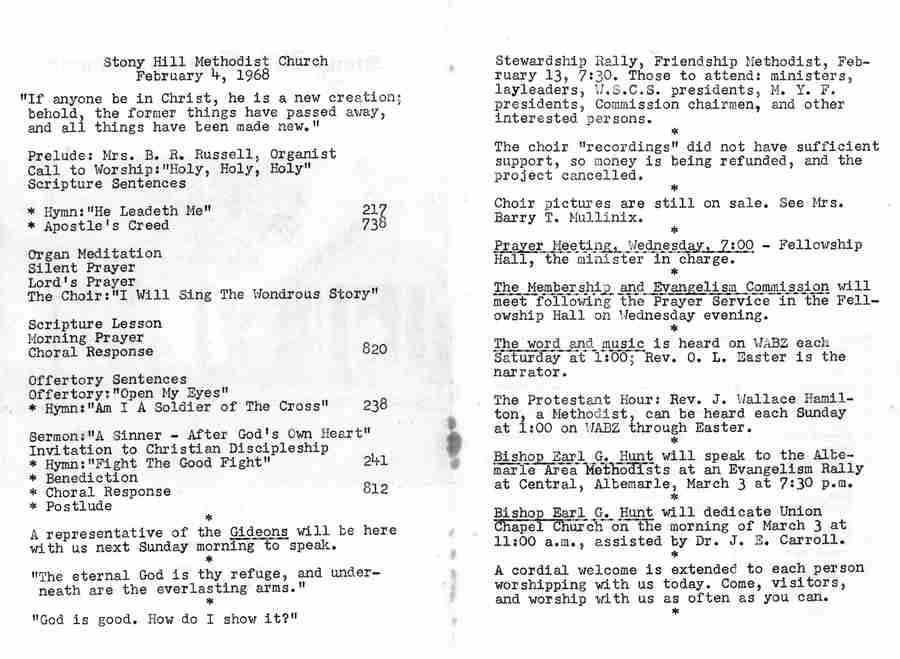 Stony Hill Methodist Church
February 4, 1968
"If anyone be in Christ, he is a new creation;
behold, the former things have passed away,
and all things have been made new."
Prelude: Mrs. B. R. Russell, Organist
Call to Worship:"Holy, Holy, Holy"
Scripture Sentences
* Hymn:"He Leadeth Me" 217
* Apostle's Creed 738
Organ Meditation
Silent Prayer
Lord's Prayer
The Choir:"I Will Sing The Wondrous Story"
Scripture Lesson
Morning Prayer
Choral Response 820
Offertory Sentences
Offertory:"Open My Eyes"
* Hymn:"Am I A Soldier of The Cross" 238
Sermon:"A Sinner - After God's Own Heart"
Invitation to Christian Discipleship
* Hymn:"Fight The Good Fight" 241
* Benediction
* Choral Response 812
* Postlude
*
A representative of the Gideons will be here
with us next Sunday morning to speak.
*
"The eternal God is thy refuge, and under-
neath are the everlasting arms."
*
"God is good. How do I show it?"
Stewardship Rally, Friendship Methodist, Feb-
ruary 13, 7:30. Those to attend: ministers,
layleaders, W.S.C.S. presidents, M. Y. F.
presidents, Commission chairmen, and other
interested persons.
*
The choir "recordings" did not have sufficient
support, so money is being refunded, and the
project cancelled.
*
Choir pictures are still on sale. See Mrs.
Barry T. Mullinix.
*
Prayer Meeting, Wednesday, 7:00 - Fellowship
Hall, the minister in charge.
*
The Membership and Evangelism Commission will
meet following the Prayer Service in the Fell-
owship Hall on Wednesday evening.
*
The word and music is heard on WABZ each
Saturday at 1:00; Rev. O. L. Easter is the
narrator.
The Protestant Hour: Rev. J. Wallace Hamil-
ton, a Methodist, can be heard each Sunday
at 1:00 on WABZ through Easter.
*
Bishop Earl G. Hunt will speak to the Albe-
marle Area Methodists at an Evangelism Rally
at Central, Albemarle, March 3 at 7:30 p.m.
*
Bishop Earl G. Hunt will dedicate Union
Chapel Church on the morning of March 3 at
11:00 a.m., assisted by Dr. J. E. Carroll.
*
A cordial welcome is extended to each person
worshipping with us today. Come, visitors,
and worship with us as often as you can.
*